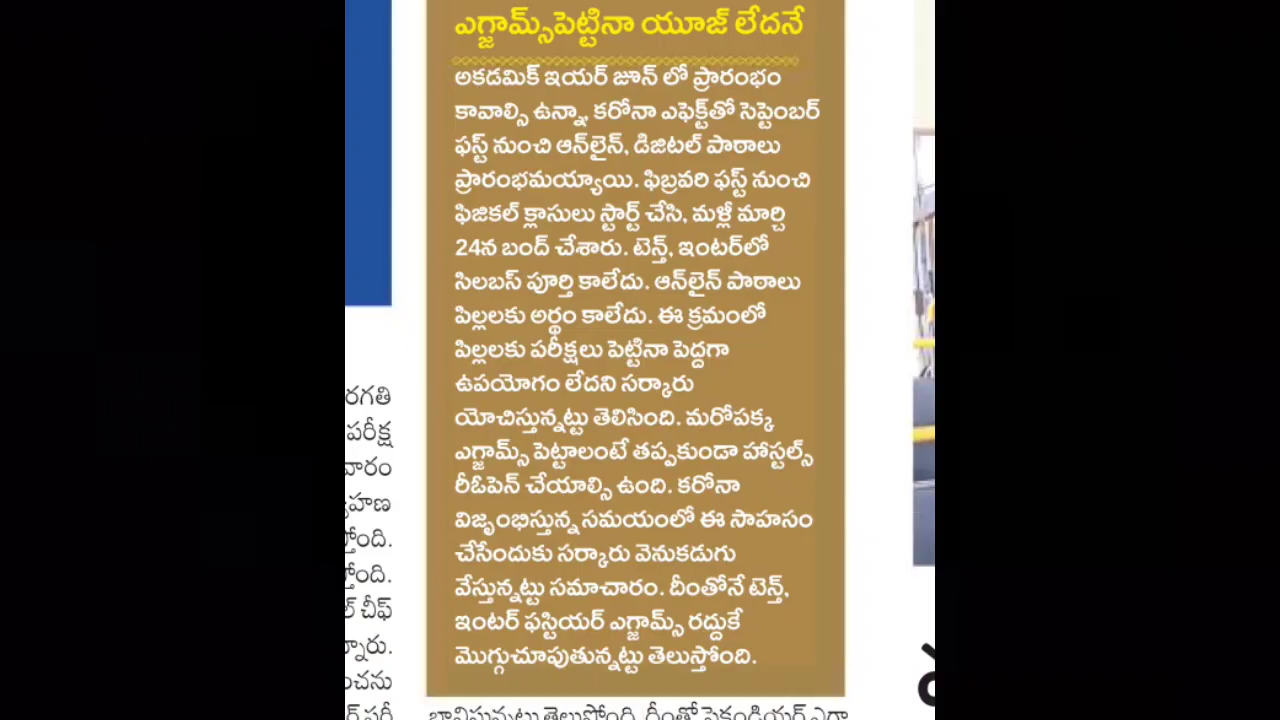 ఎగ్జామ్స్‌పెట్టినా యూజ్ లేదనే
అకడమిక్ ఇయర్ జూన్ లో ప్రారంభం
కావాల్సి ఉన్నా, కరోనా ఎఫెక్ట్‌తో సెప్టెంబర్
ఫస్ట్ నుంచి ఆన్‌లైన్, డిజిటల్ పాఠాలు
ప్రారంభమయ్యాయి. ఫిబ్రవరి ఫస్ట్ నుంచి
ఫిజికల్ క్లాసులు స్టార్ట్ చేసి, మళ్లీ మార్చి
24న బంద్ చేశారు. టెన్త్, ఇంటర్‌లో
సిలబస్ పూర్తి కాలేదు. ఆన్‌లైన్ పాఠాలు
పిల్లలకు అర్థం కాలేదు. ఈ క్రమంలో
పిల్లలకు పరీక్షలు పెట్టినా పెద్దగా
ఉపయోగం లేదని సర్కారు
యోచిస్తున్నట్టు తెలిసింది. మరోపక్క
ఎగ్జామ్స్ పెట్టాలంటే తప్పకుండా హాస్టల్స్
రీఓపెన్ చేయాల్సి ఉంది. కరోనా
విజృంభిస్తున్న సమయంలో ఈ సాహసం
చేసేందుకు సర్కారు వెనుకడుగు
వేస్తున్నట్టు సమాచారం. దీంతోనే టెన్త్,
ఇంటర్ ఫస్టియర్ ఎగ్జామ్స్ రద్దుకే
మొగ్గుచూపుతున్నట్టు తెలుస్తోంది.
రగతి
పరీక్ష
వారం
హణ
స్తోంది.
స్తోంది.
ల్ చీఫ్
న్నారు.
ంచను